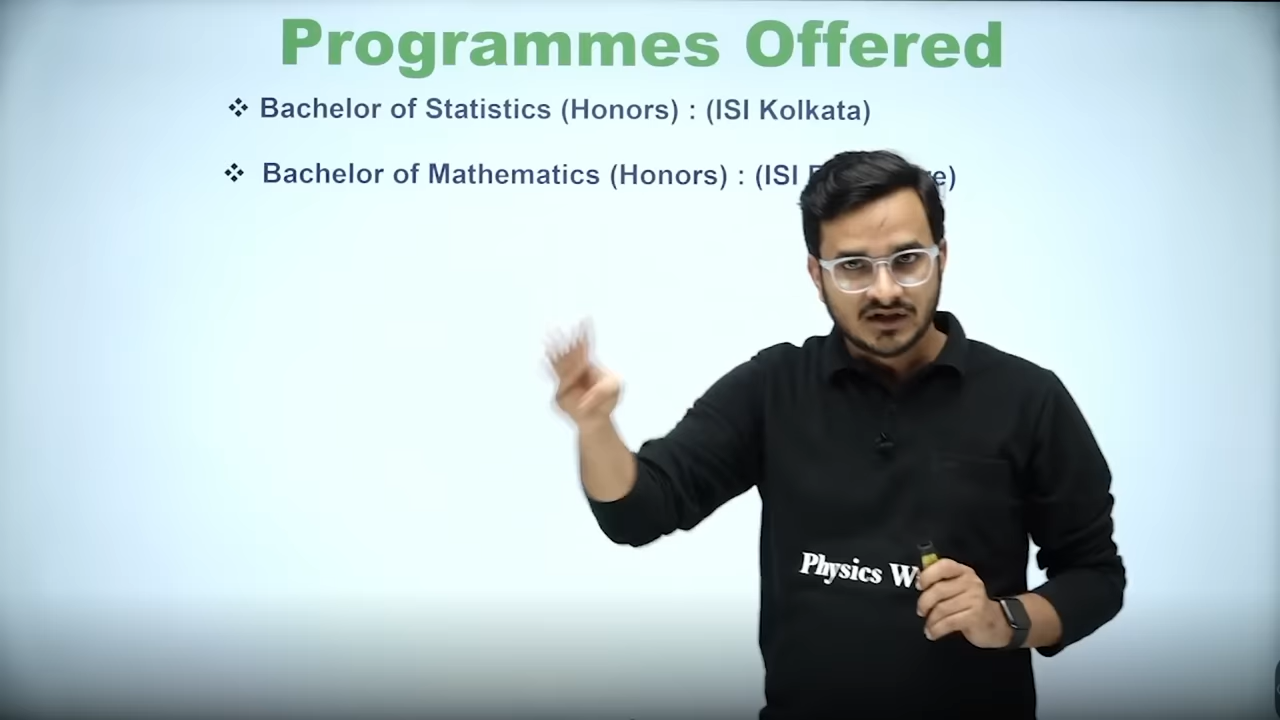 Programmes Offered
❖ Bachelor of Statistics (Honors) : (ISI Kolkata)
❖ Bachelor of Mathematics (Honors) : (ISI
Physics